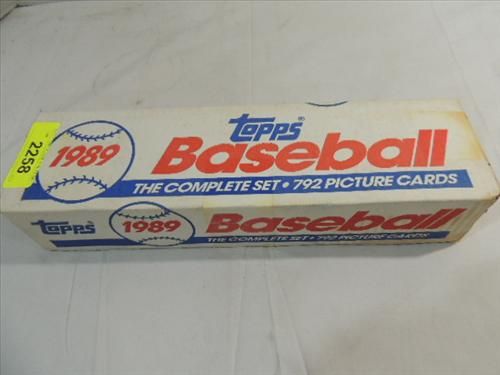 2258
1989
TOPPS®
Baseball
THE COMPLETE SET • 792 PICTURE CARDS
TOPPS®
1989
Baseball
THE COMPLETE SET • 792 PICTURE CARDS